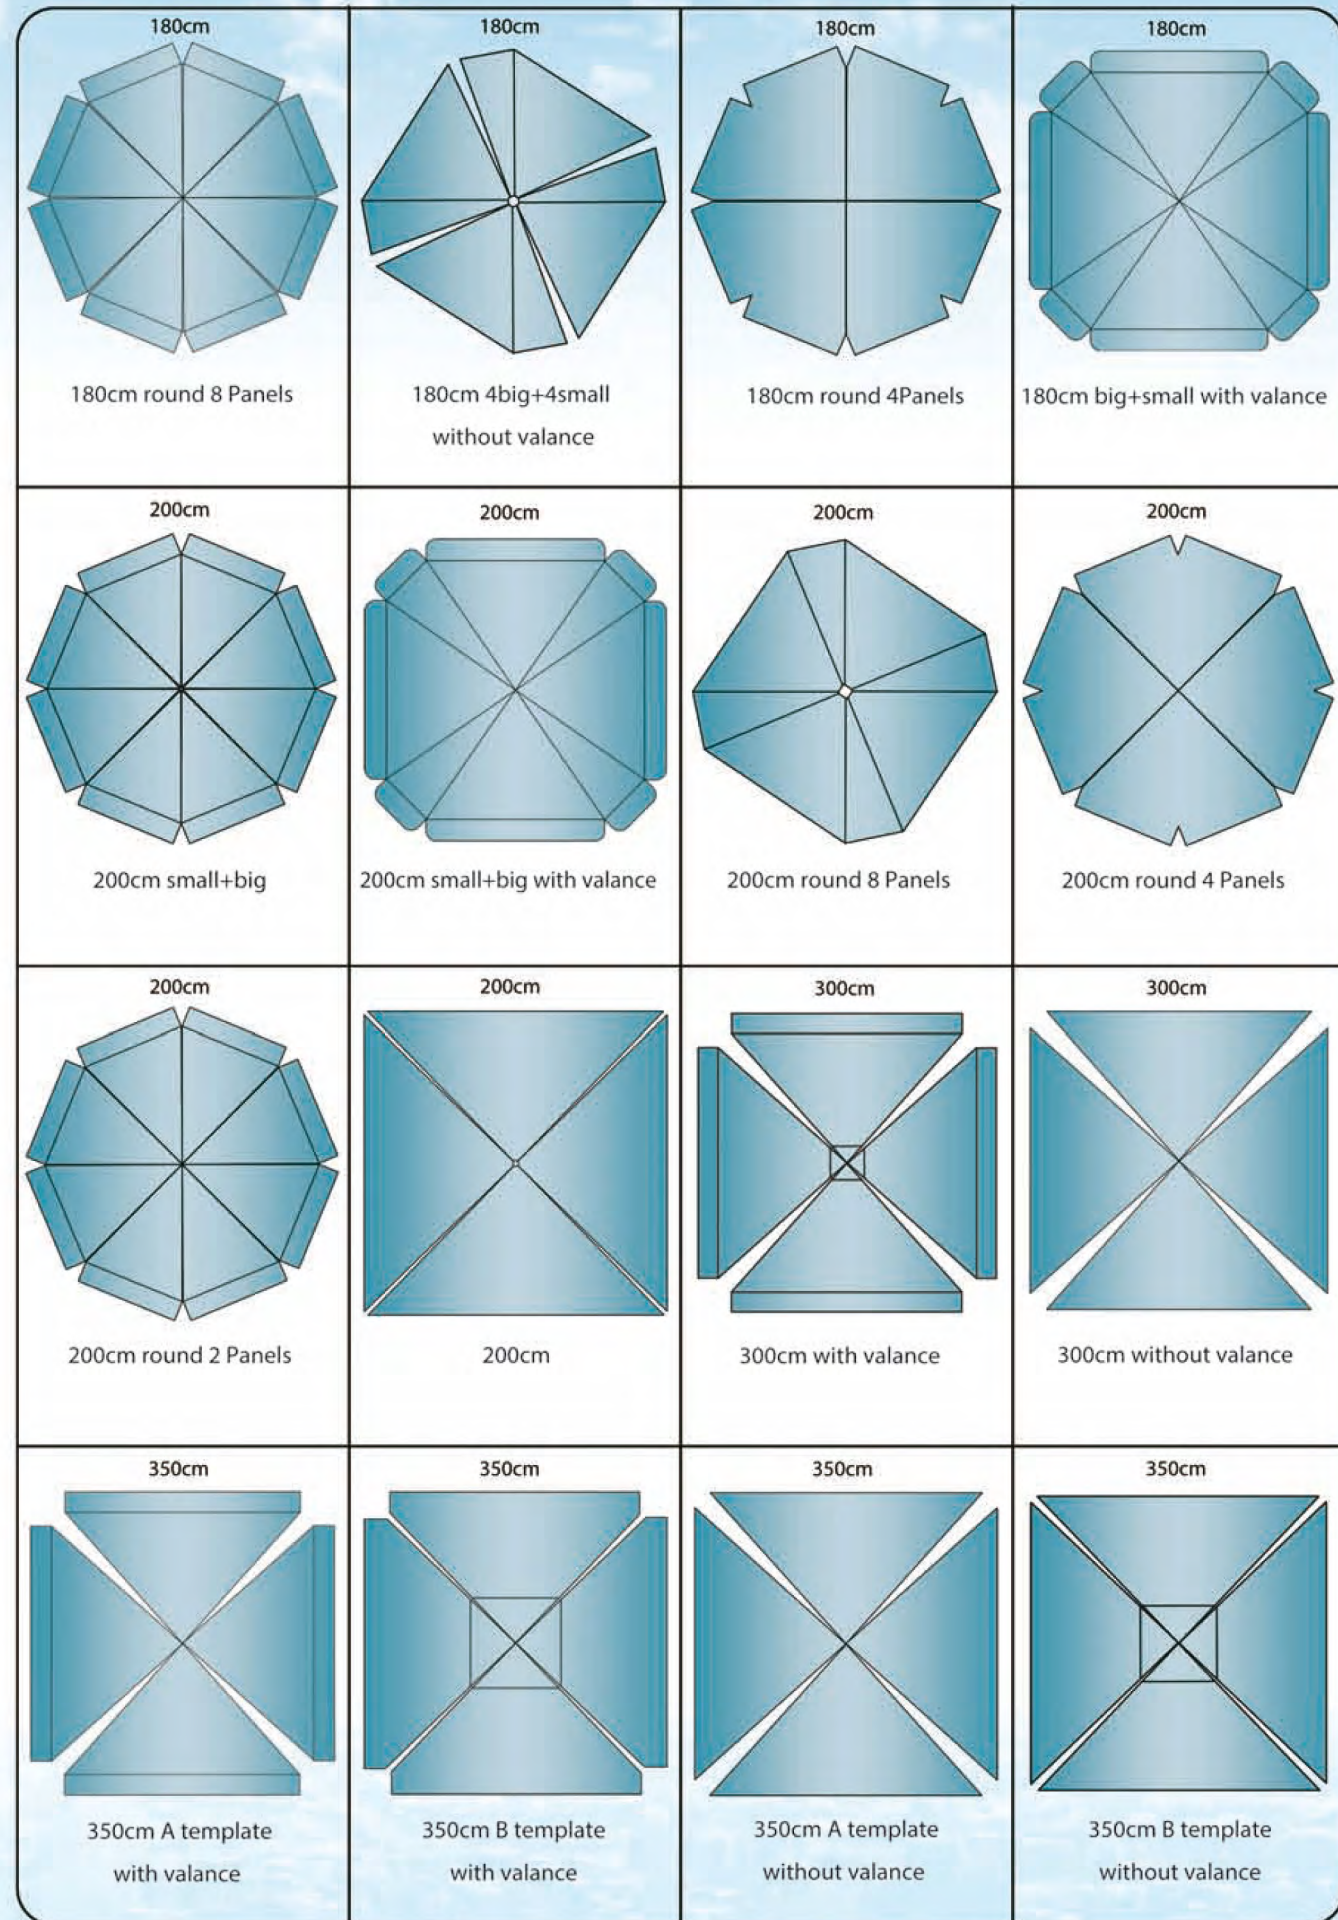 180cm
180cm
180cm
180cm
180cm round 8 Panels
180cm 4big+4small
without valance
180cm round 4Panels
180cm big+small with valance
200cm
200cm
200cm
200cm
200cm small+big
200cm small+big with valance
200cm round 8 Panels
200cm round 4 Panels
200cm
200cm
300cm
300cm
200cm round 2 Panels
200cm
300cm with valance
300cm without valance
350cm
350cm
350cm
350cm
350cm A template
with valance
350cm B template
with valance
350cm A template
without valance
350cm B template
without valance